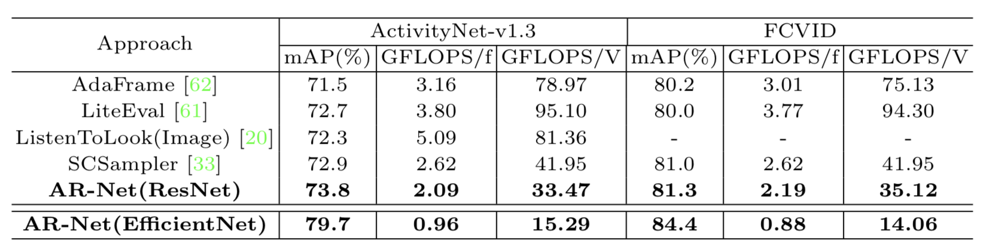 Approach ActivityNet-v1.3 FCVID
mAP(%) GFLOPS/f GFLOPS/V mAP(%) GFLOPS/f GFLOPS/V
AdaFrame [62] 71.5 3.16 78.97 80.2 3.01 75.13
LiteEval [61] 72.7 3.80 95.10 80.0 3.77 94.30
ListenToLook(Image) [20] 72.3 5.09 81.36 - - -
SCSampler [33] 72.9 2.62 41.95 81.0 2.62 41.95
AR-Net(ResNet) 73.8 2.09 33.47 81.3 2.19 35.12
AR-Net(EfficientNet) 79.7 0.96 15.29 84.4 0.88 14.06